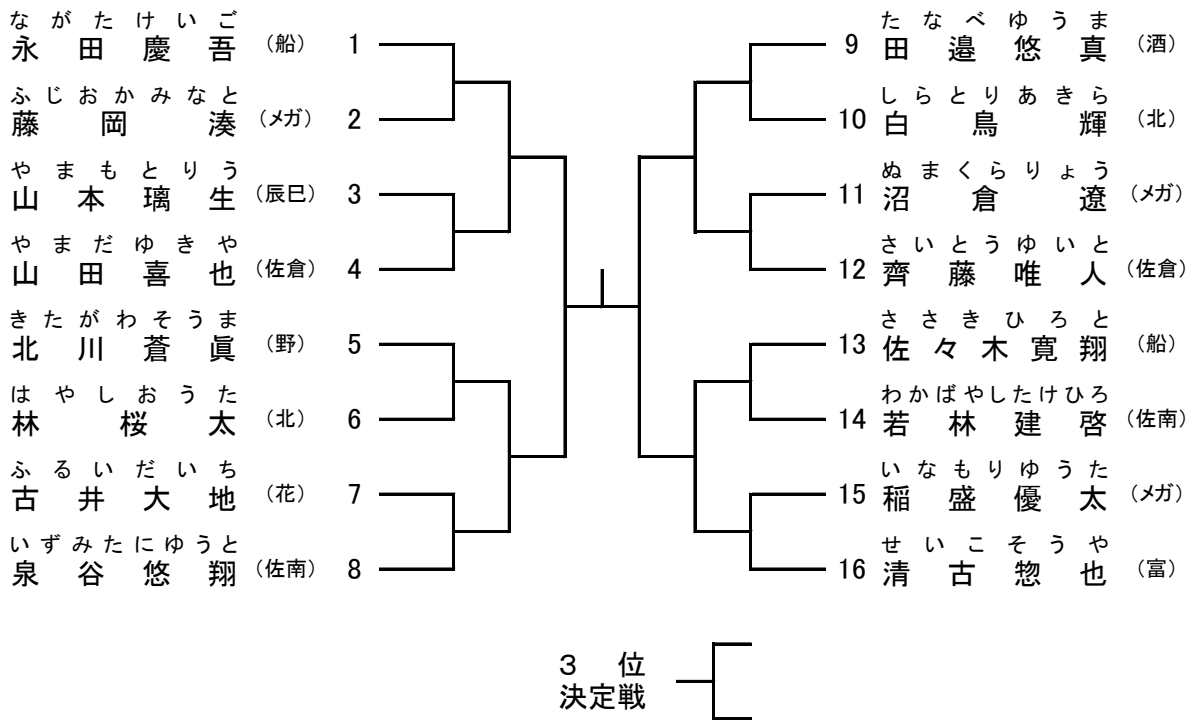 ながたけいご
永田慶吾 （船） 1
ふじおかみなと
藤岡湊 （メガ） 2
やまもとりう
山本璃生 （辰巳） 3
やまだゆきや
山田喜也 （佐倉） 4
きたがわそうま
北川蒼眞 （野） 5
はやしおうた
林桜太 （北） 6
ふるいだいち
古井大地 （花） 7
いずみたにゆうと
泉谷悠翔 （佐南） 8
たなべゆうま
9 田邉悠真 （酒）
しらとりあきら
10 白鳥輝 （北）
ぬまくらりょう
11 沼倉遼 （メガ）
さいとうゆいと
12 齊藤唯人 （佐倉）
ささきひろと
13 佐々木寛翔 （船）
わかばやしたけひろ
14 若林建啓 （佐南）
いなもりゆうた
15 稲盛優太 （メガ）
せいこそうや
16 清古惣也 （富）
３位
決定戦